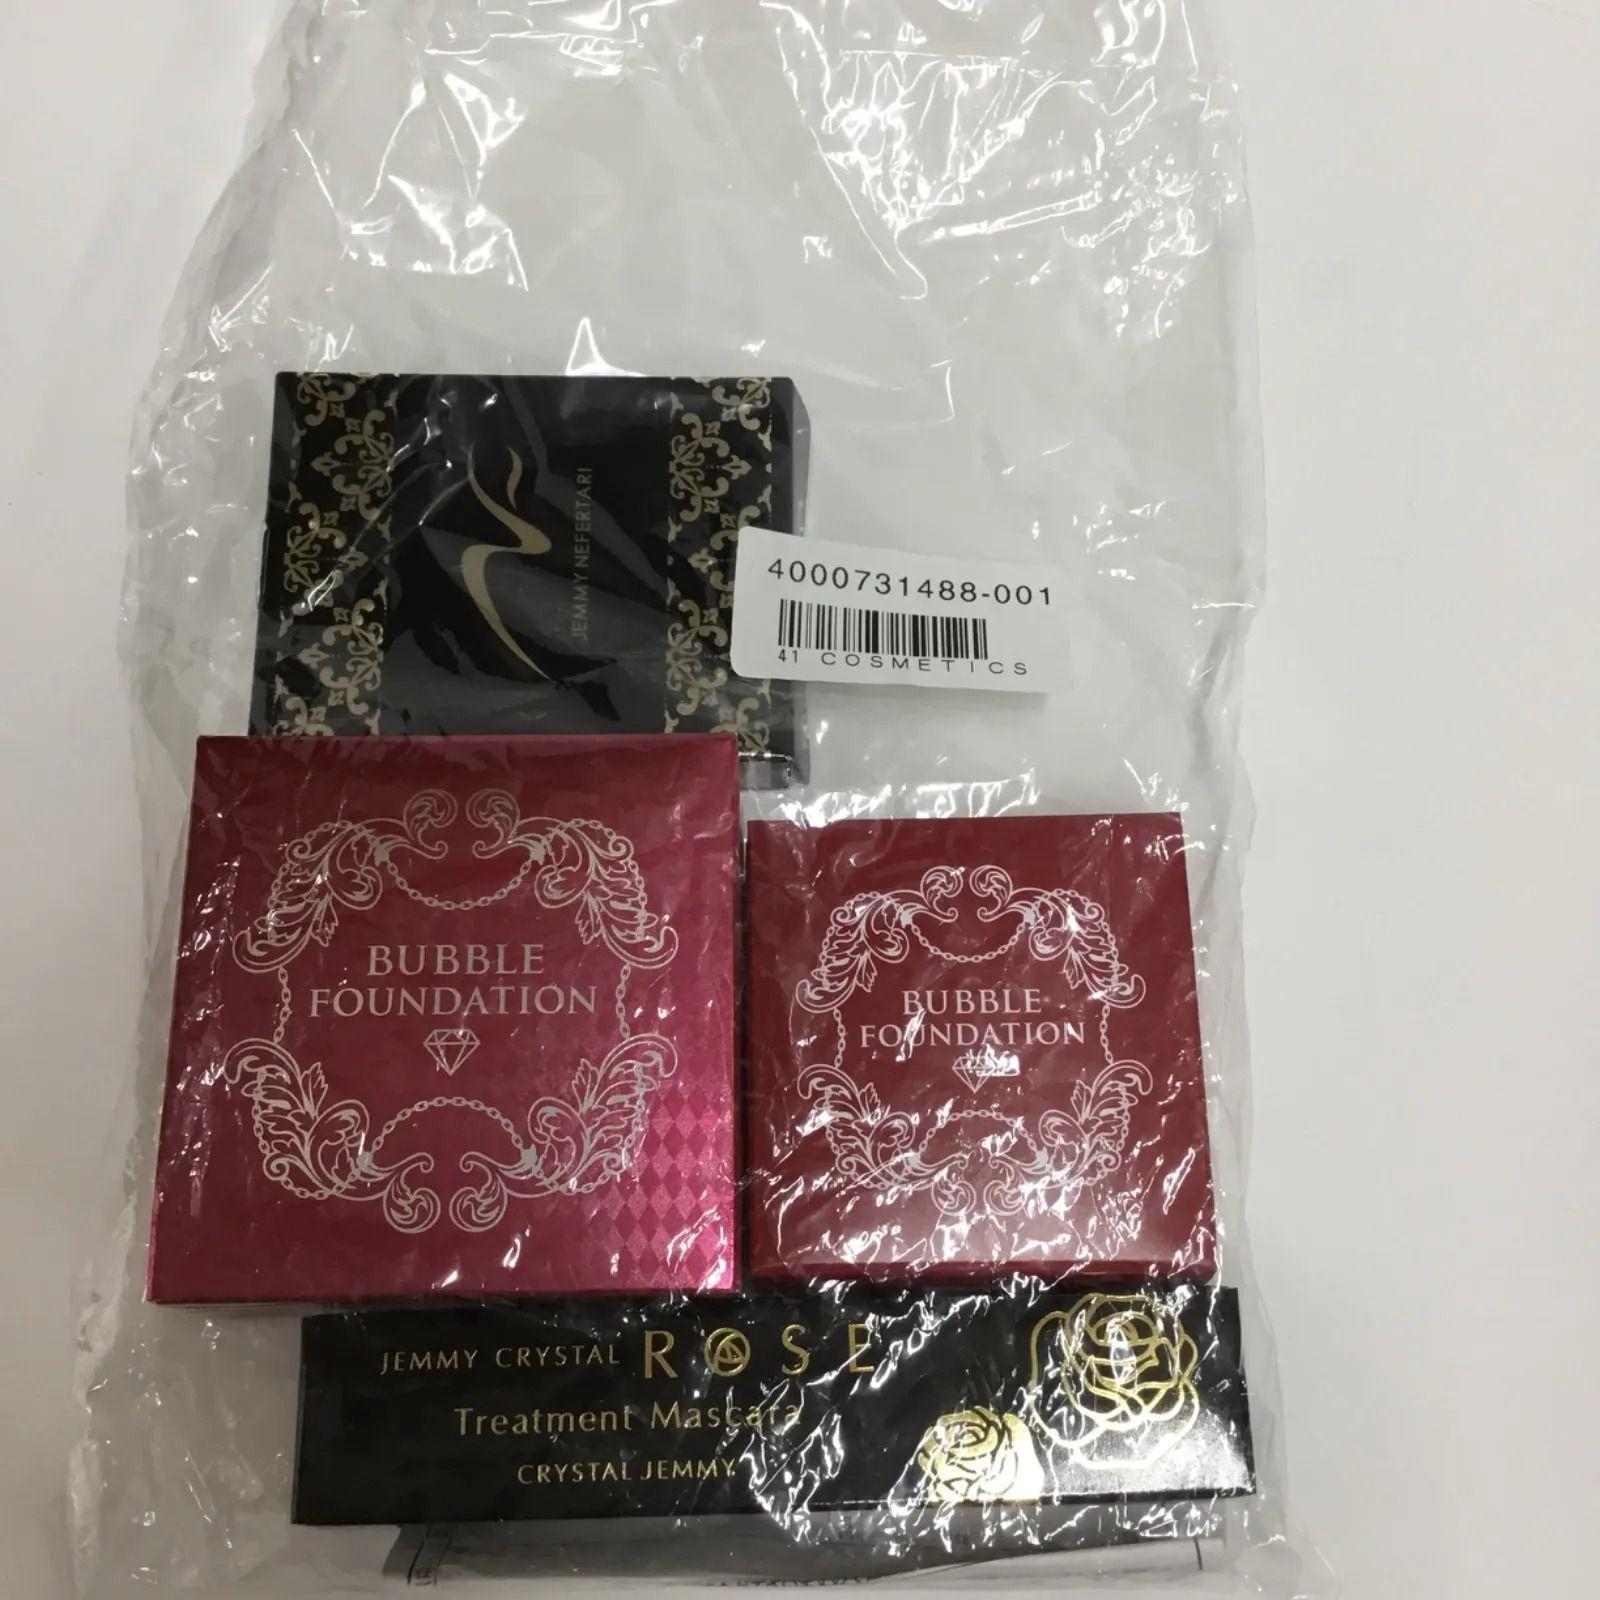 JEMMY NEFERTARI
4000731488-001
41 COSMETICS
BUBBLE
FOUNDATION
BUBBLE
FOUNDATION
JEMMY CRYSTAL ROSE
Treatment Mascara
CRYSTAL JEMMY